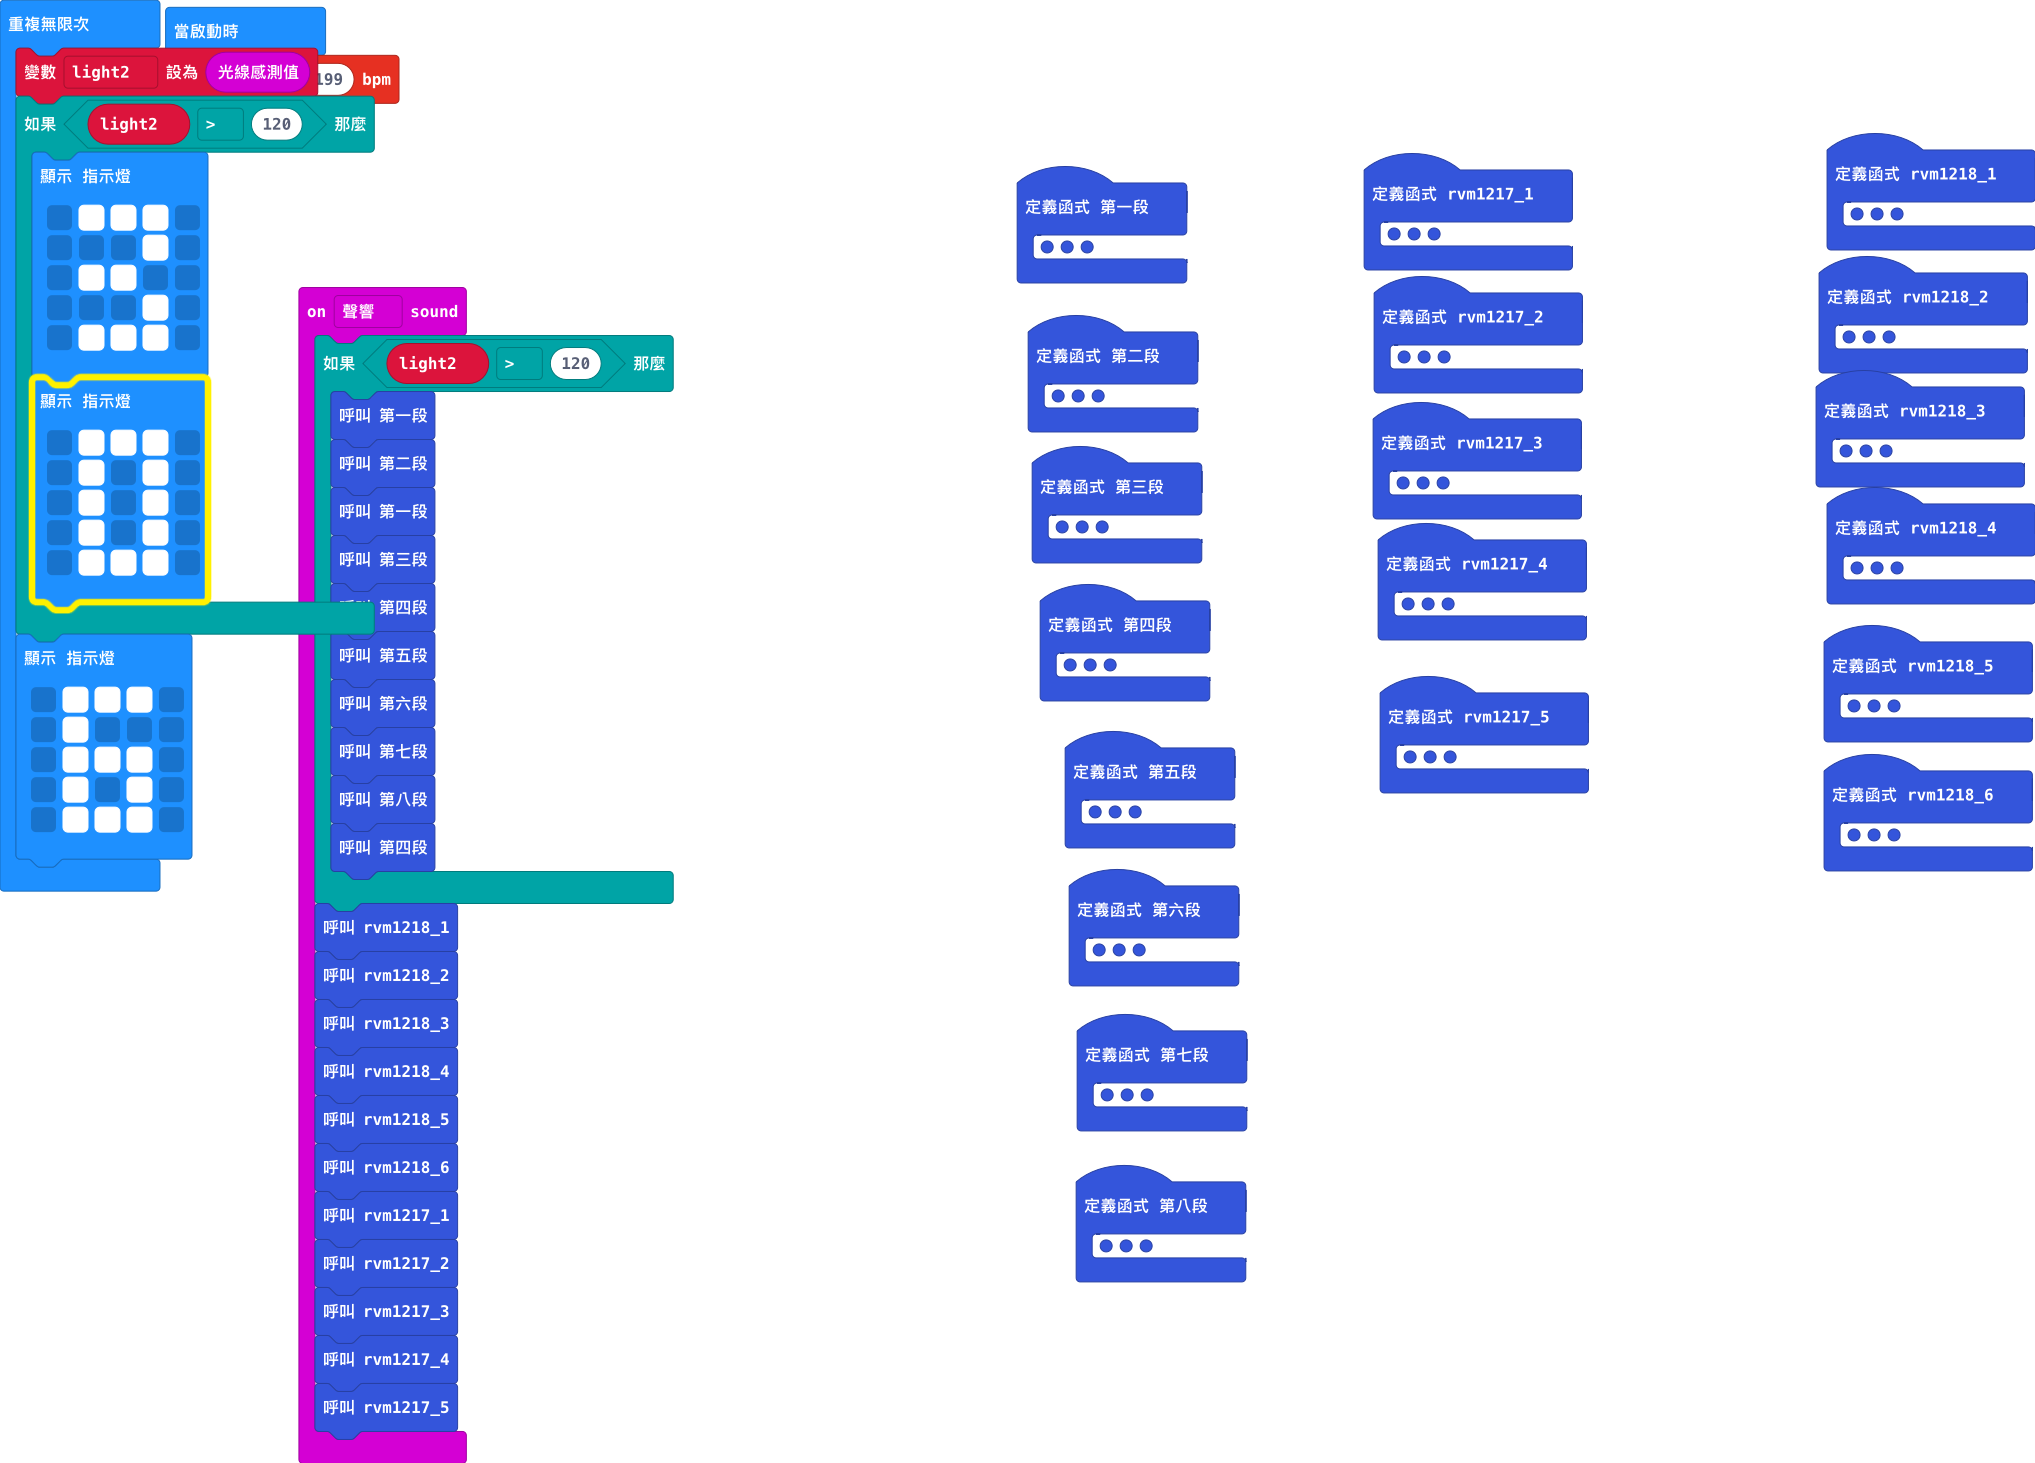 重複無限次
當啟動時
變數 light2 設為 光線感測值
199 bpm
如果 light2 > 120 那麼
顯示 指示燈
顯示 指示燈
顯示 指示燈
on 聲響 sound
如果 light2 > 120 那麼
呼叫 第一段
呼叫 第二段
呼叫 第一段
呼叫 第三段
呼叫 第四段
呼叫 第五段
呼叫 第六段
呼叫 第七段
呼叫 第八段
呼叫 第四段
呼叫 rvm1218_1
呼叫 rvm1218_2
呼叫 rvm1218_3
呼叫 rvm1218_4
呼叫 rvm1218_5
呼叫 rvm1218_6
呼叫 rvm1217_1
呼叫 rvm1217_2
呼叫 rvm1217_3
呼叫 rvm1217_4
呼叫 rvm1217_5
定義函式 第一段
定義函式 第二段
定義函式 第三段
定義函式 第四段
定義函式 第五段
定義函式 第六段
定義函式 第七段
定義函式 第八段
定義函式 rvm1217_1
定義函式 rvm1217_2
定義函式 rvm1217_3
定義函式 rvm1217_4
定義函式 rvm1217_5
定義函式 rvm1218_1
定義函式 rvm1218_2
定義函式 rvm1218_3
定義函式 rvm1218_4
定義函式 rvm1218_5
定義函式 rvm1218_6